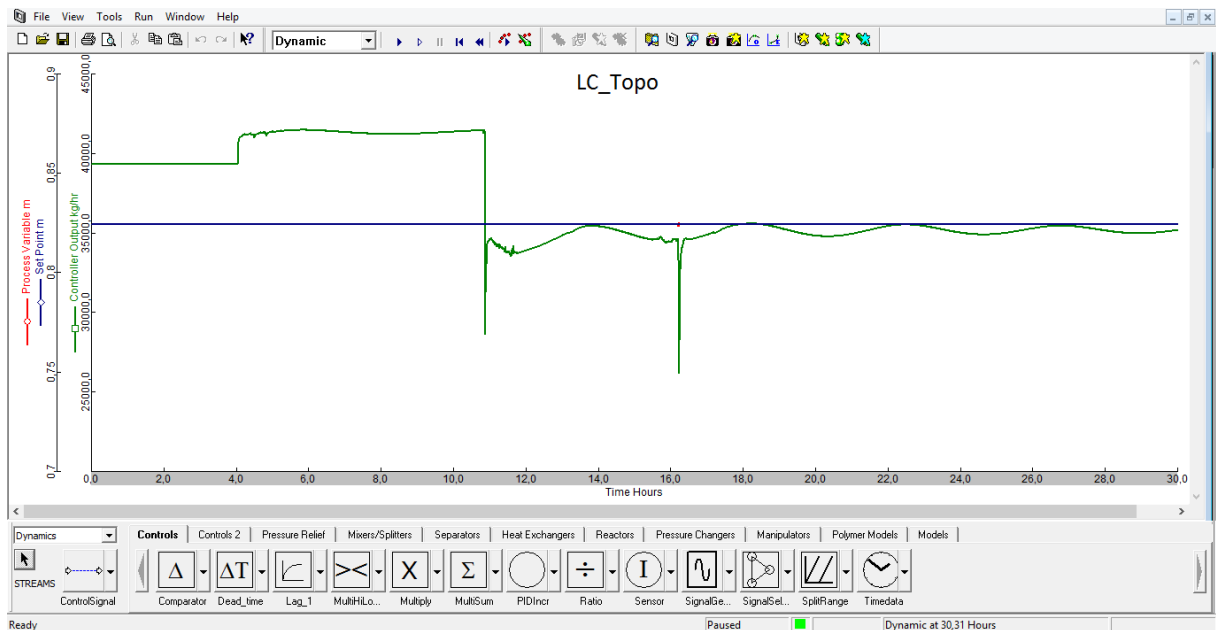 File View Tools Run Window Help
Dynamic
LC_Topo
0,9
0,85
0,8
0,75
0,7
45000,0
40000,0
35000,0
30000,0
25000,0
Process Variable m
Set Point m
Controller Output kg/hr
0,0 2,0 4,0 6,0 8,0 10,0 12,0 14,0 16,0 18,0 20,0 22,0 24,0 26,0 28,0 30,0
Time Hours
Dynamics
Controls Controls 2 Pressure Relief Mixers/Splitters Separators Heat Exchangers Reactors Pressure Changers Manipulators Polymer Models Models
Δ ΔT >< X Σ ÷ I
STREAMS
ControlSignal Comparator Dead_time Lag_1 MultiHiLo... Multiply MultiSum PIDIncr Ratio Sensor SignalGe... SignalSel... SplitRange Timedata
Ready Paused Dynamic at 30,31 Hours